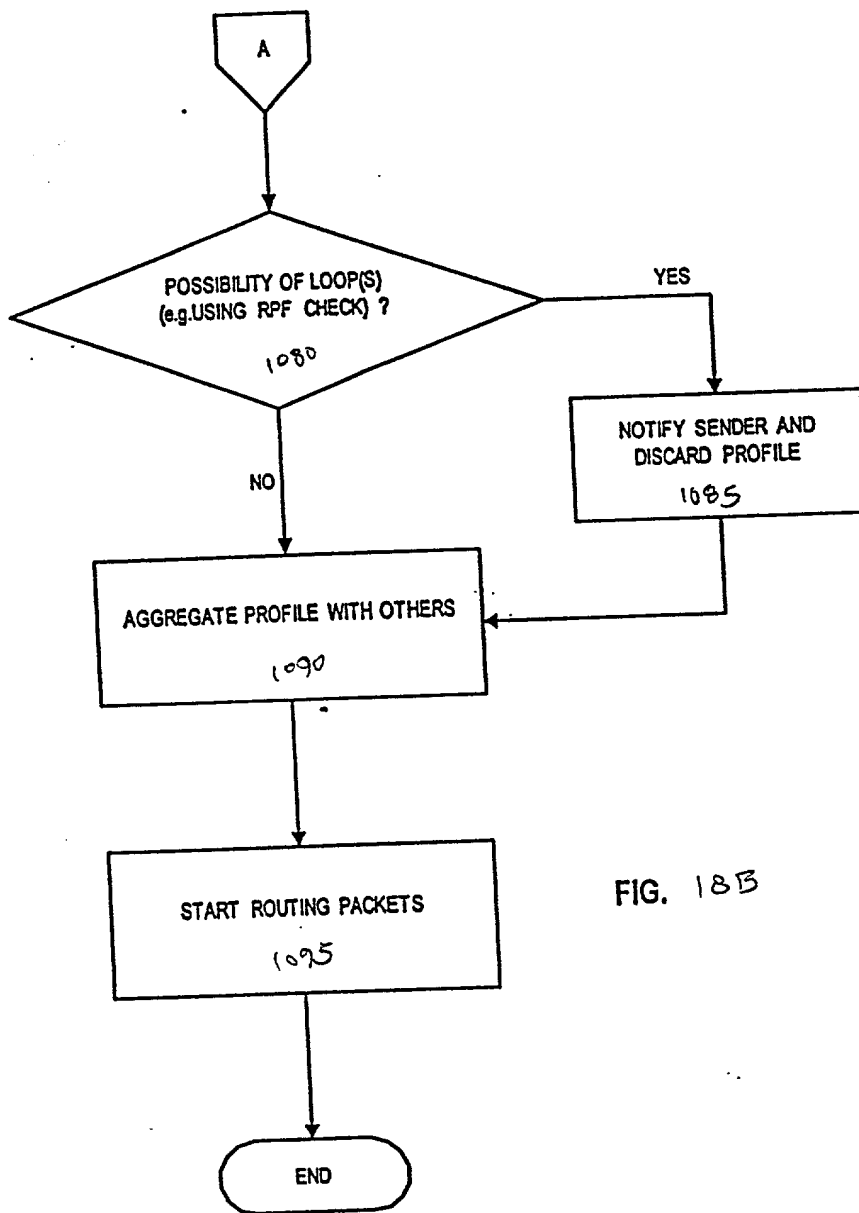 A
POSSIBILITY OF LOOP(S)
(e.g.USING RPF CHECK) ?
1080
YES
NOTIFY SENDER AND
DISCARD PROFILE
1085
NO
AGGREGATE PROFILE WITH OTHERS
1090
START ROUTING PACKETS
1095
FIG. 18B
END